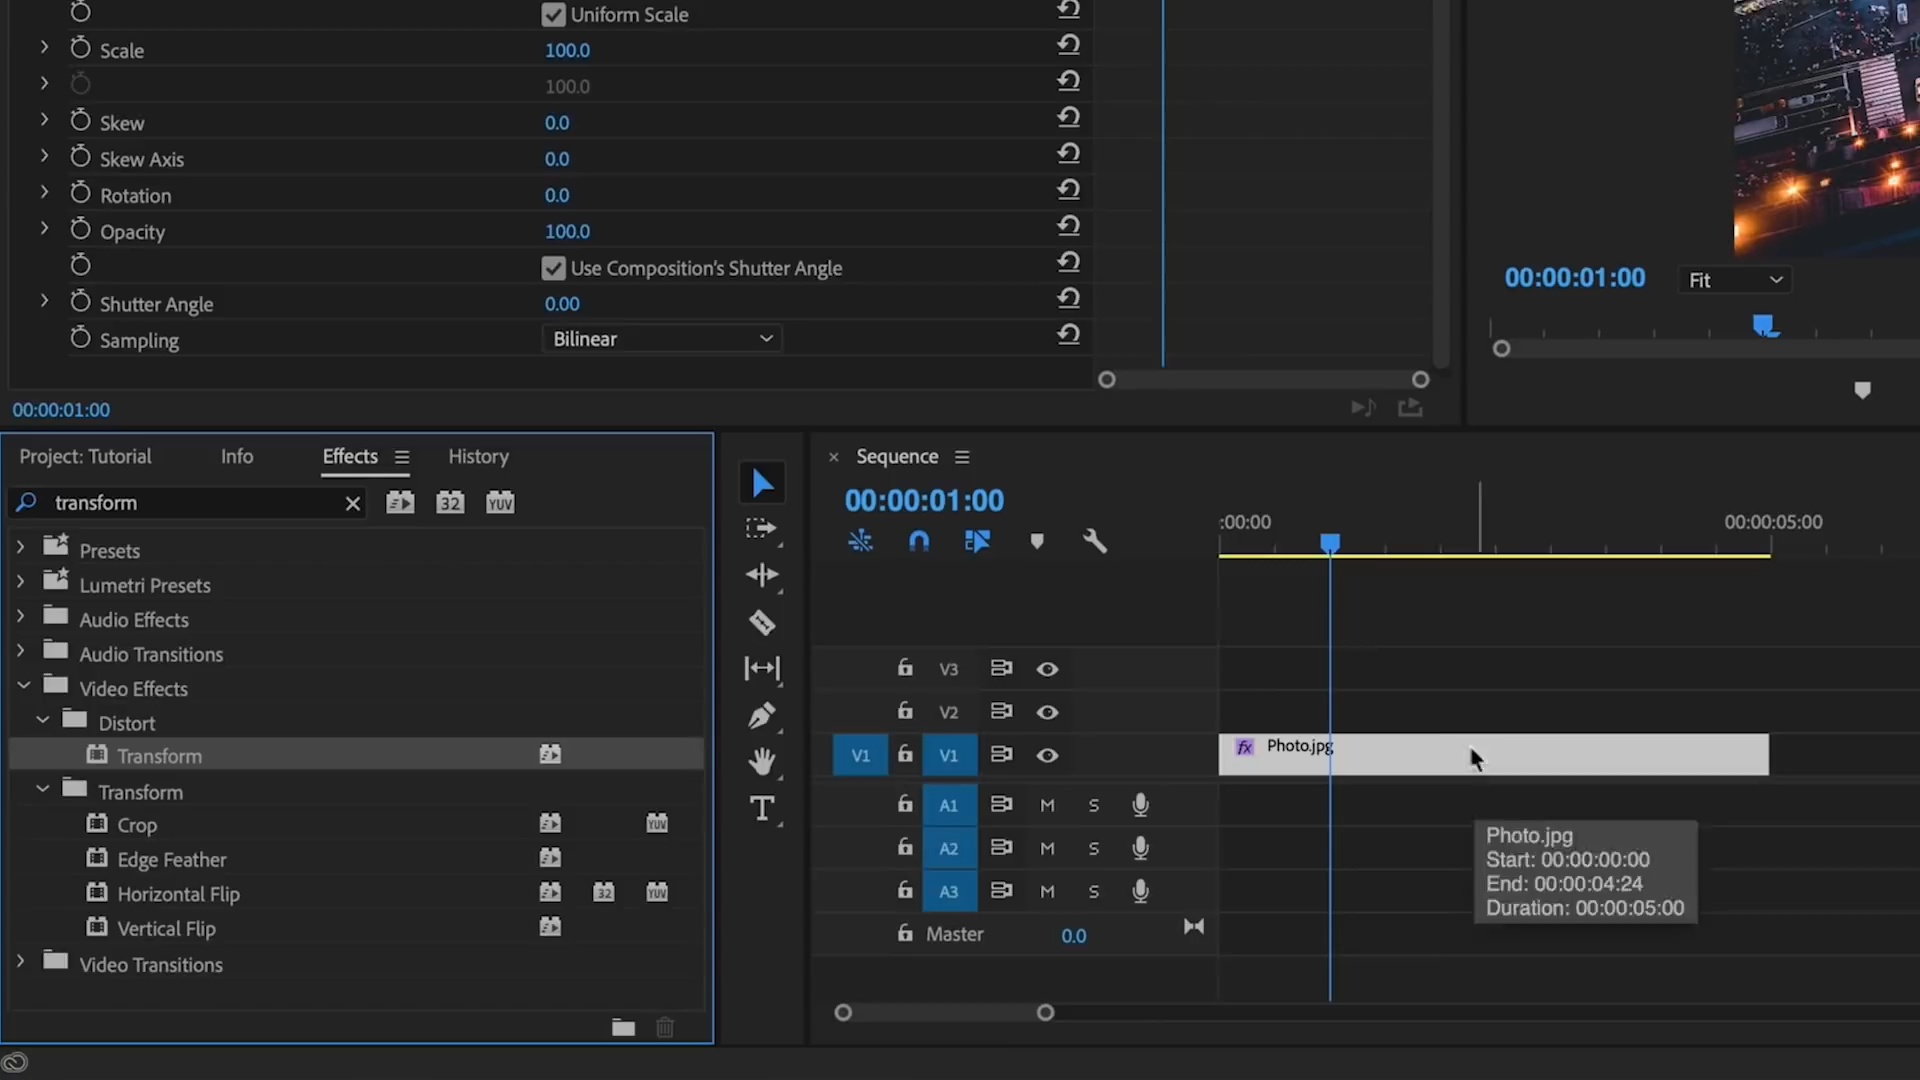 Uniform Scale
Scale 100.0
100.0
Skew 0.0
Skew Axis 0.0
Rotation 0.0
Opacity 100.0
Use Composition's Shutter Angle
Shutter Angle 0.00
Sampling Bilinear
00:00:01:00
00:00:01:00 Fit
Project: Tutorial Info Effects History
transform 32 YUV
Presets
Lumetri Presets
Audio Effects
Audio Transitions
Video Effects
Distort
Transform
Transform
Crop YUV
Edge Feather
Horizontal Flip 32 YUV
Vertical Flip
Video Transitions
T
Sequence
00:00:01:00
:00:00 00:00:05:00
V3
V2
V1 V1 fx Photo.jpg
A1 M S
A2 M S
A3 M S
Master 0.0
Photo.jpg
Start: 00:00:00:00
End: 00:00:04:24
Duration: 00:00:05:00